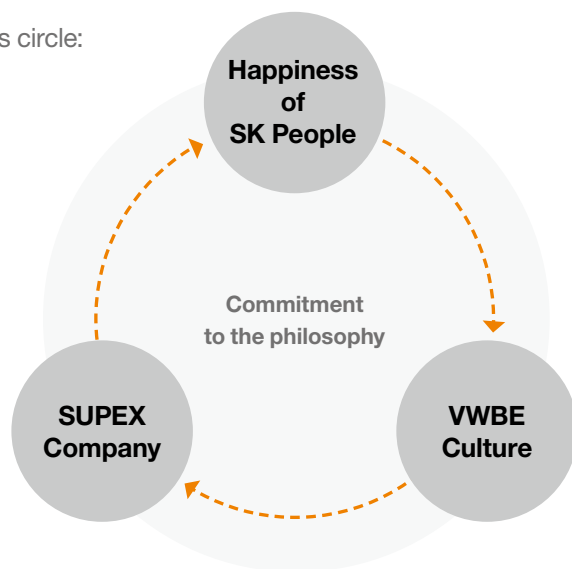 s circle:
Happiness
of
SK People
Commitment
to the philosophy
SUPEX
Company
VWBE
Culture